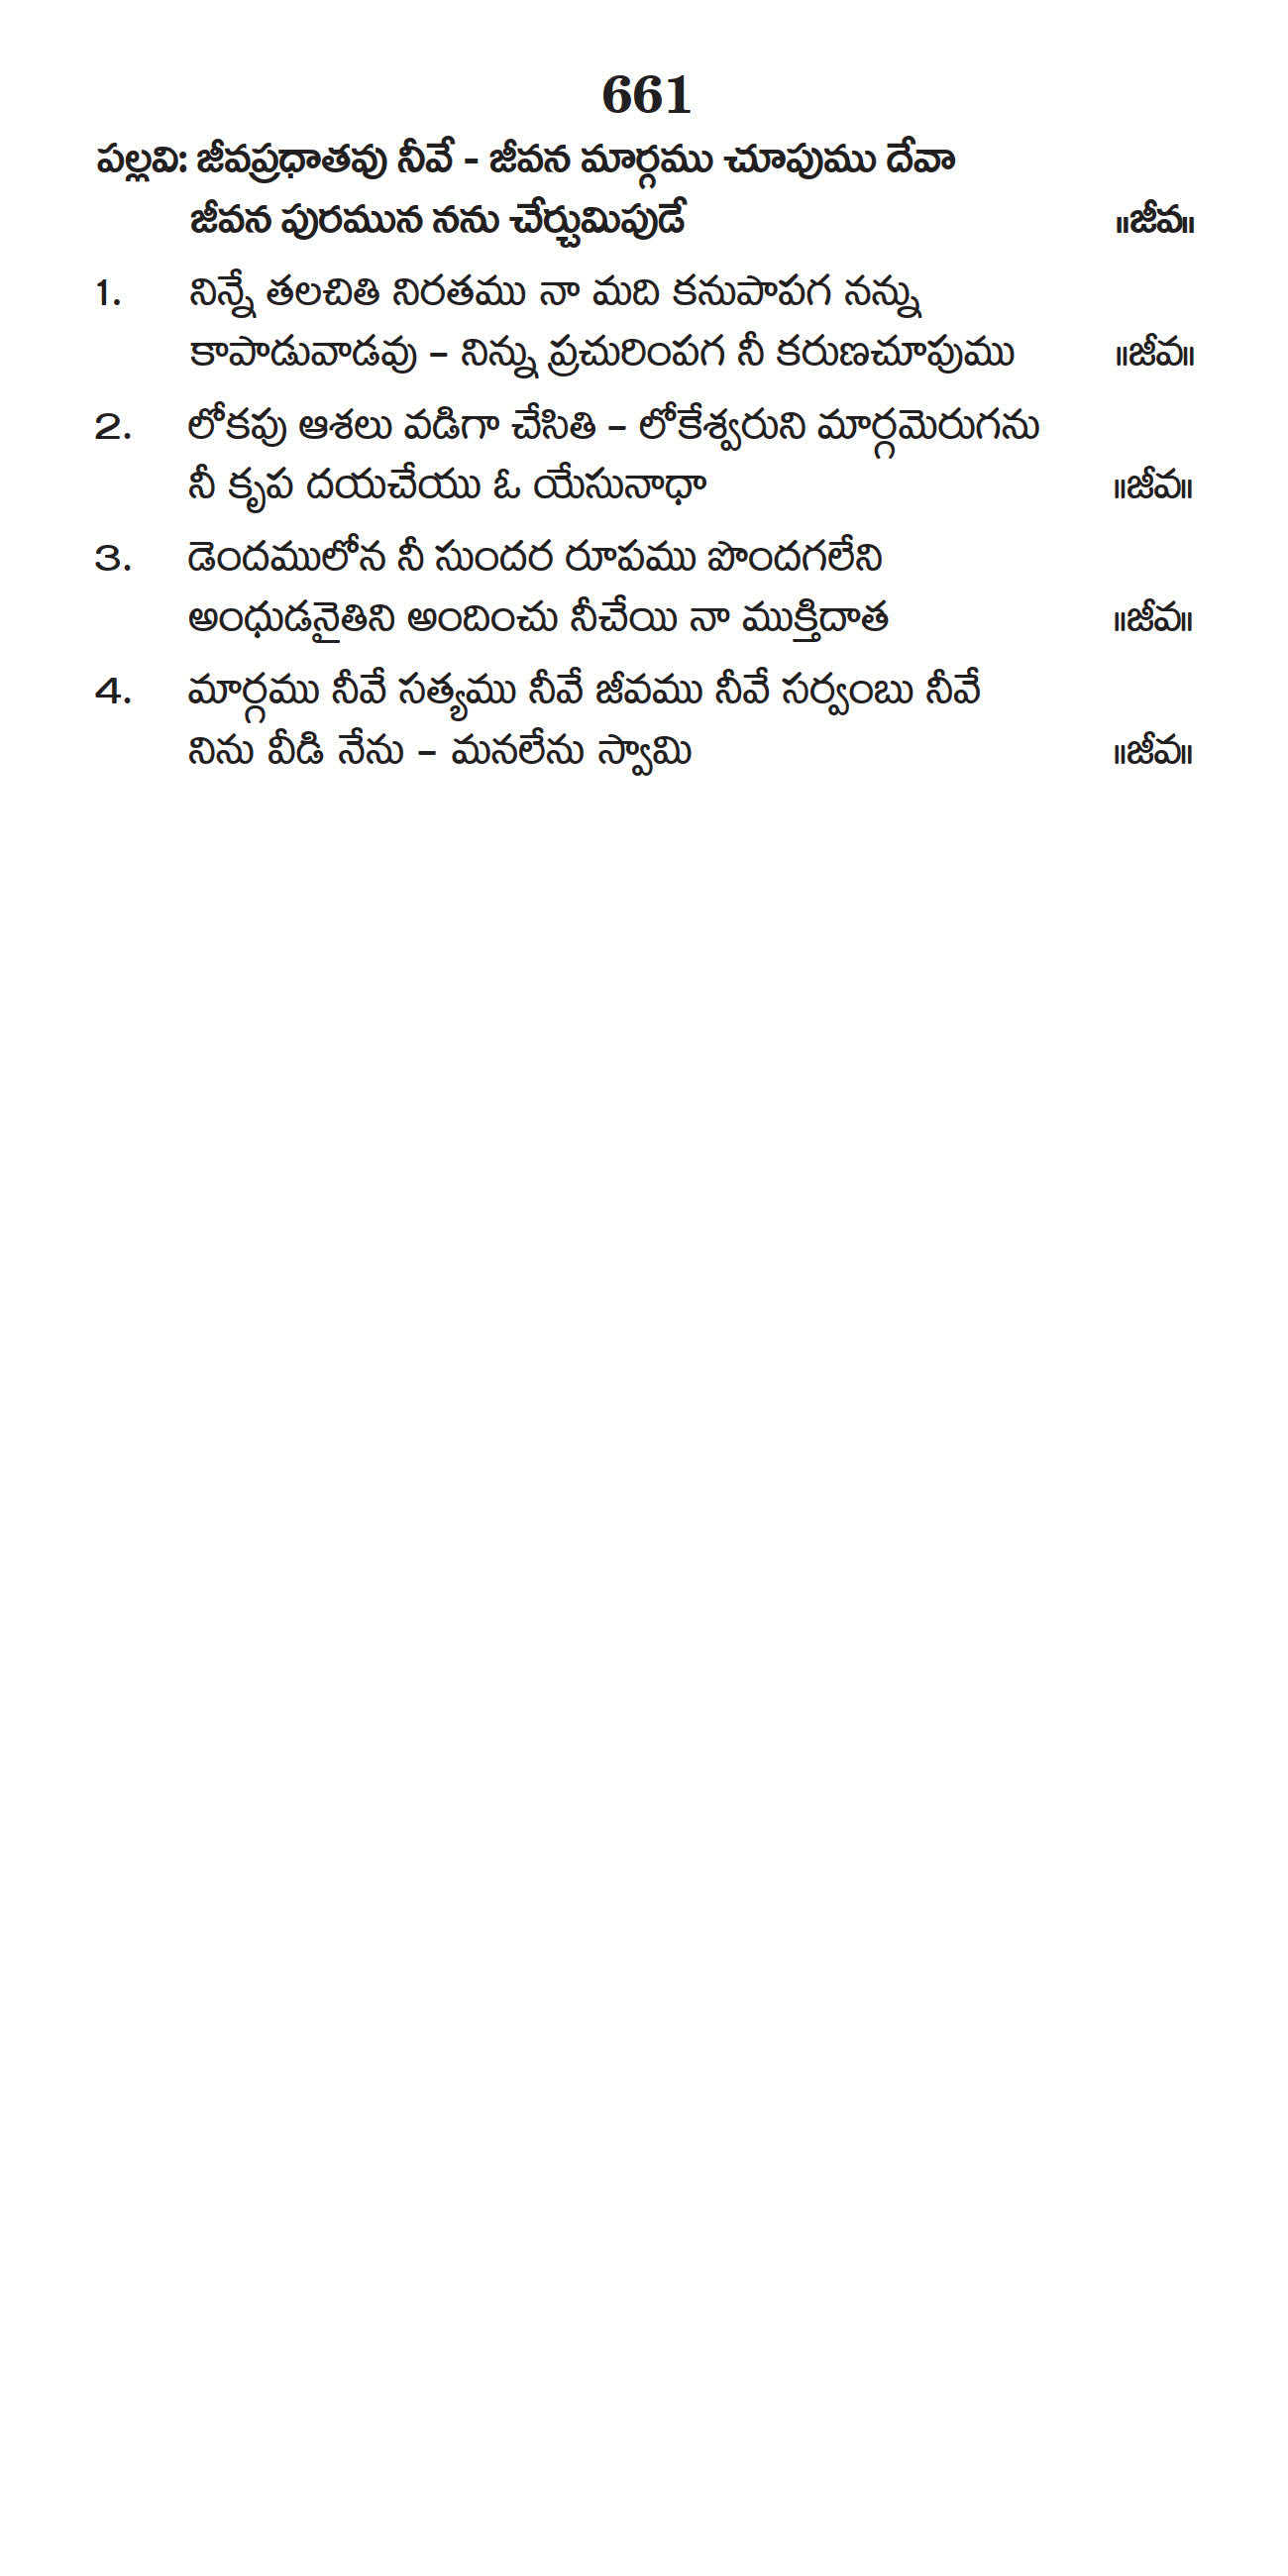 661
పల్లవి: జీవప్రధాతవు నీవే - జీవన మార్గము చూపుము దేవా
జీవన పురమున నను చేర్చుమిపుడే ॥జీవ॥
1. నిన్నే తలచితి నిరతము నా మది కనుపాపగ నన్ను
కాపాడువాడవు – నిన్ను ప్రచురింపగ నీ కరుణచూపుము ॥జీవ॥
2. లోకపు ఆశలు వడిగా చేసితి – లోకేశ్వరుని మార్గమెరుగను
నీ కృప దయచేయు ఓ యేసునాధా ॥జీవ॥
3. డెందములోన నీ సుందర రూపము పొందగలేని
అంధుడనైతిని అందించు నీచేయి నా ముక్తిదాత ॥జీవ॥
4. మార్గము నీవే సత్యము నీవే జీవము నీవే సర్వంబు నీవే
నిను వీడి నేను – మనలేను స్వామి ॥జీవ॥